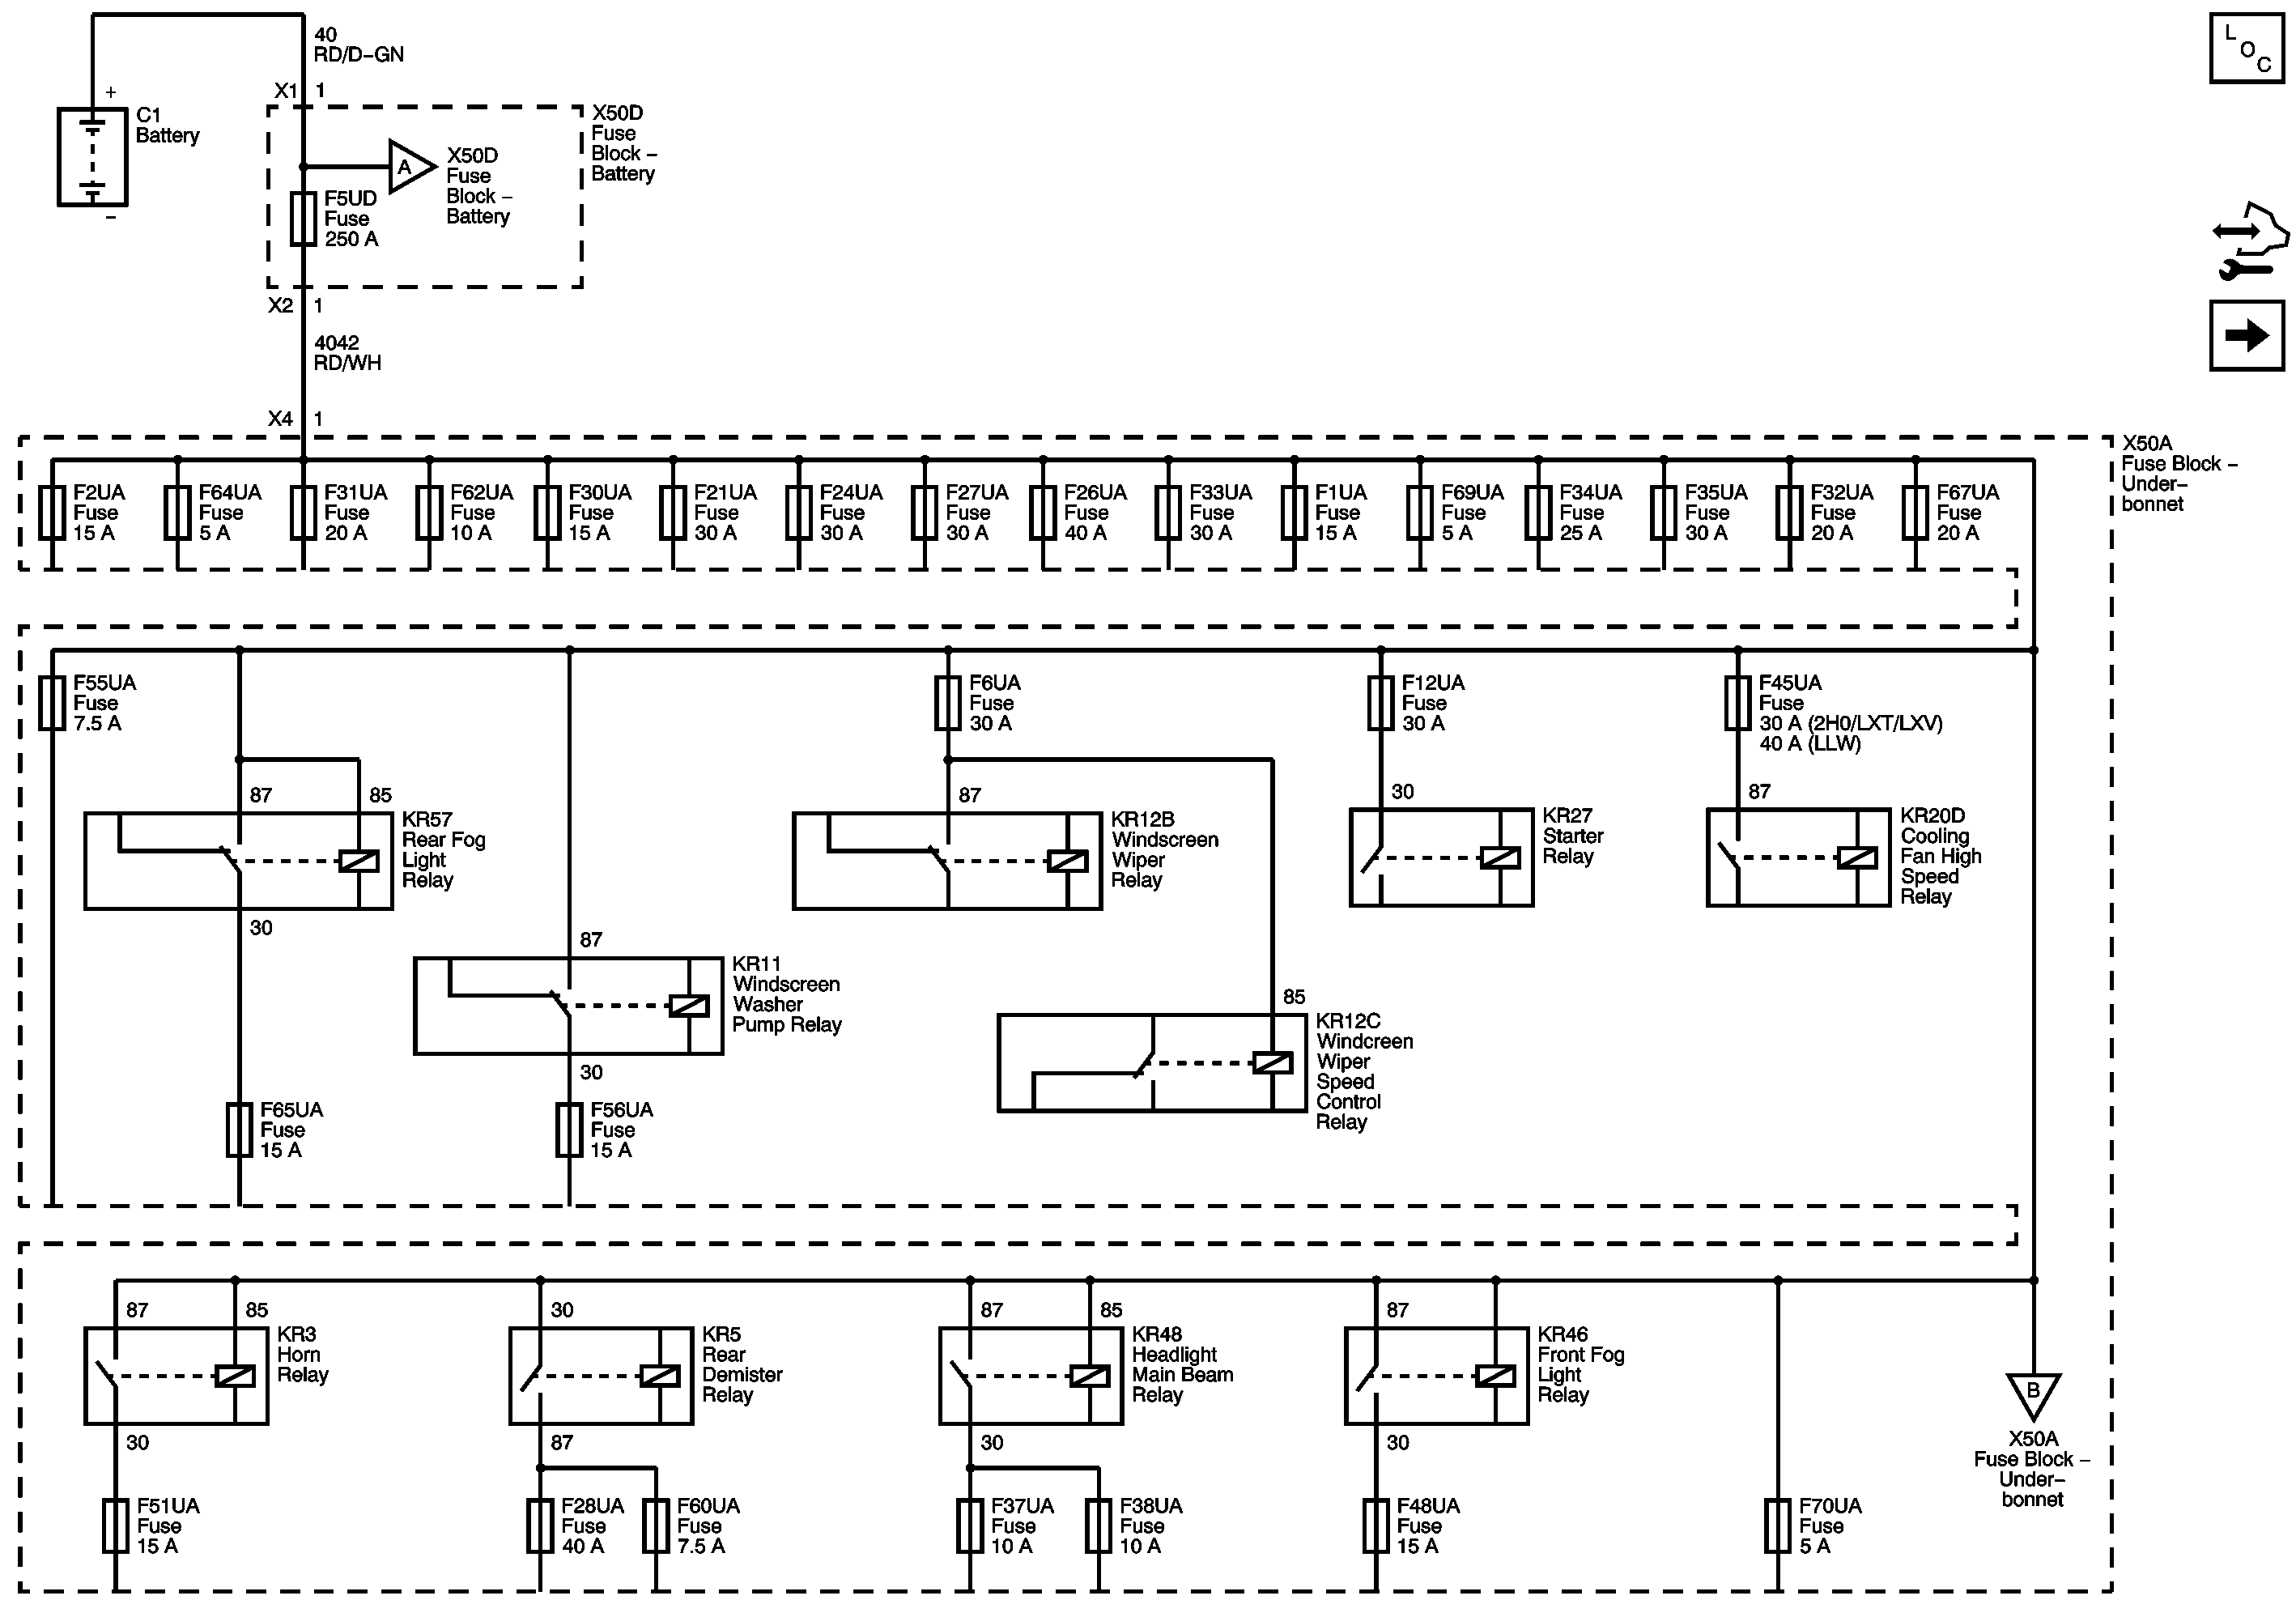 40
RD/D-GN
X1 1
+
C1
Battery
–
X50D
Fuse
Block –
Battery
A
X50D
Fuse
Block –
Battery
F5UD
Fuse
250 A
X2 1
4042
RD/WH
X4 1
L
O
C
X50A
Fuse Block –
Under–
bonnet
F2UA
Fuse
15 A
F64UA
Fuse
5 A
F31UA
Fuse
20 A
F62UA
Fuse
10 A
F30UA
Fuse
15 A
F21UA
Fuse
30 A
F24UA
Fuse
30 A
F27UA
Fuse
30 A
F26UA
Fuse
40 A
F33UA
Fuse
30 A
F1UA
Fuse
15 A
F69UA
Fuse
5 A
F34UA
Fuse
25 A
F35UA
Fuse
30 A
F32UA
Fuse
20 A
F67UA
Fuse
20 A
F55UA
Fuse
7.5 A
F6UA
Fuse
30 A
F12UA
Fuse
30 A
F45UA
Fuse
30 A (2H0/LXT/LXV)
40 A (LLW)
87
85
KR57
Rear Fog
Light
Relay
30
87
KR12B
Windscreen
Wiper
Relay
30
KR27
Starter
Relay
87
KR20D
Cooling
Fan High
Speed
Relay
87
KR11
Windscreen
Washer
Pump Relay
30
85
KR12C
Windcreen
Wiper
Speed
Control
Relay
F65UA
Fuse
15 A
F56UA
Fuse
15 A
87
85
KR3
Horn
Relay
30
30
KR5
Rear
Demister
Relay
87
87
85
KR48
Headlight
Main Beam
Relay
30
87
KR46
Front Fog
Light
Relay
30
B
X50A
Fuse Block –
Under–
bonnet
F51UA
Fuse
15 A
F28UA
Fuse
40 A
F60UA
Fuse
7.5 A
F37UA
Fuse
10 A
F38UA
Fuse
10 A
F48UA
Fuse
15 A
F70UA
Fuse
5 A